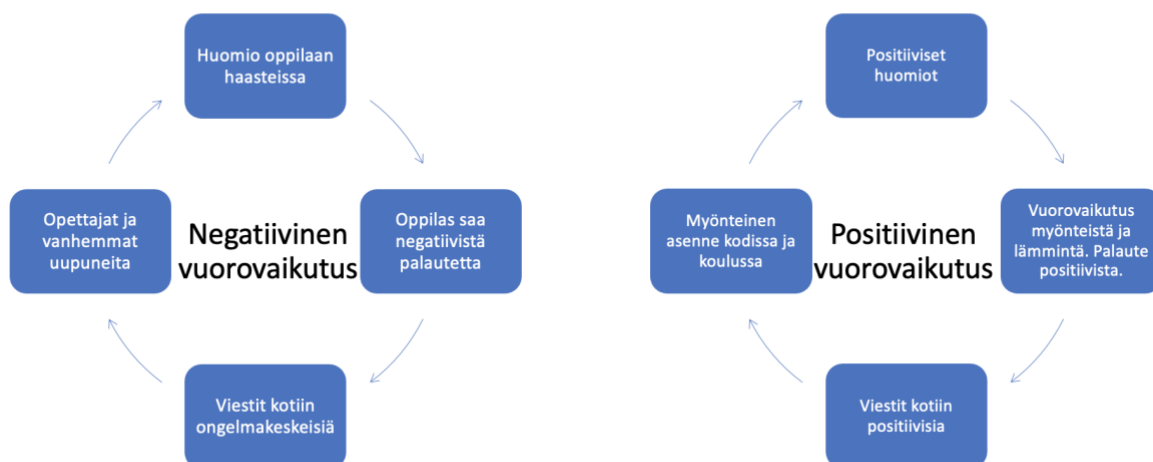 Huomio oppilaan
haasteissa
Oppilas saa
negatiivistä
palautetta
Viestit kotiin
ongelmakeskeisiä
Opettajat ja
vanhemmat
uupuneita
Negatiivinen
vuorovaikutus
Positiiviset
huomiot
Vuorovaikutus
myönteistä ja
lämmintä. Palaute
positiivista.
Viestit kotiin
positiivisia
Myönteinen
asenne kodissa ja
koulussa
Positiivinen
vuorovaikutus